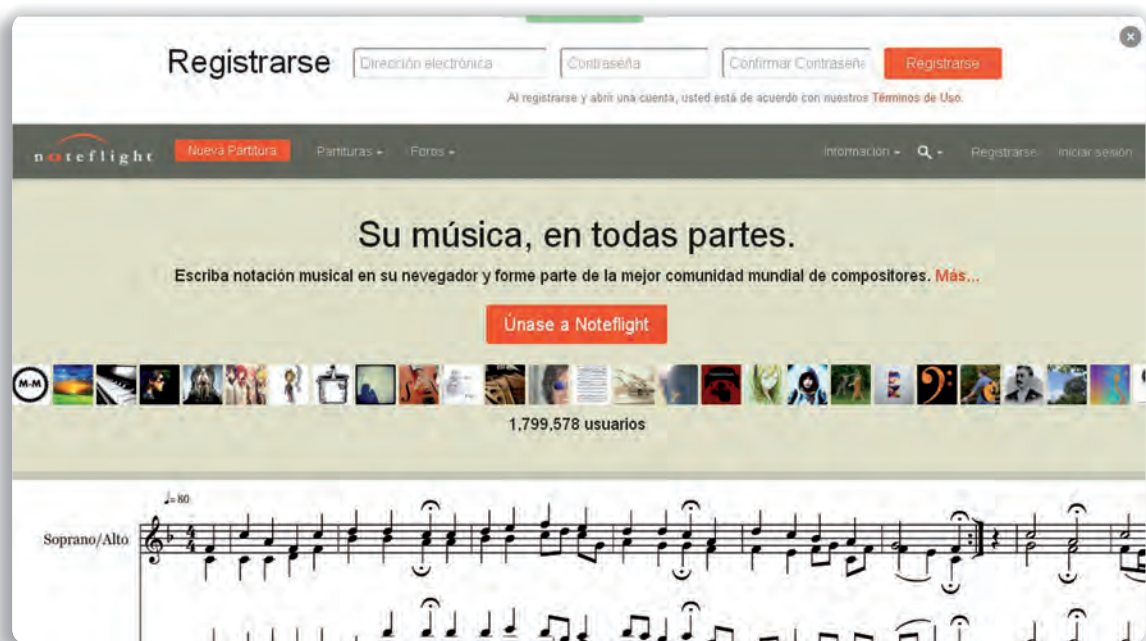 Registrarse Dirección electrónica Contraseña Confirmar Contraseña Registrarse
Al registrarse y abrir una cuenta, usted está de acuerdo con nuestros Términos de Uso.
noteflight Nueva Partitura Partituras Foros Información Registrarse Iniciar sesión
Su música, en todas partes.
Escriba notación musical en su nevegador y forme parte de la mejor comunidad mundial de compositores. Más...
Únase a Noteflight
M-M
1,799,578 usuarios
♩= 80
Soprano/Alto
4
4